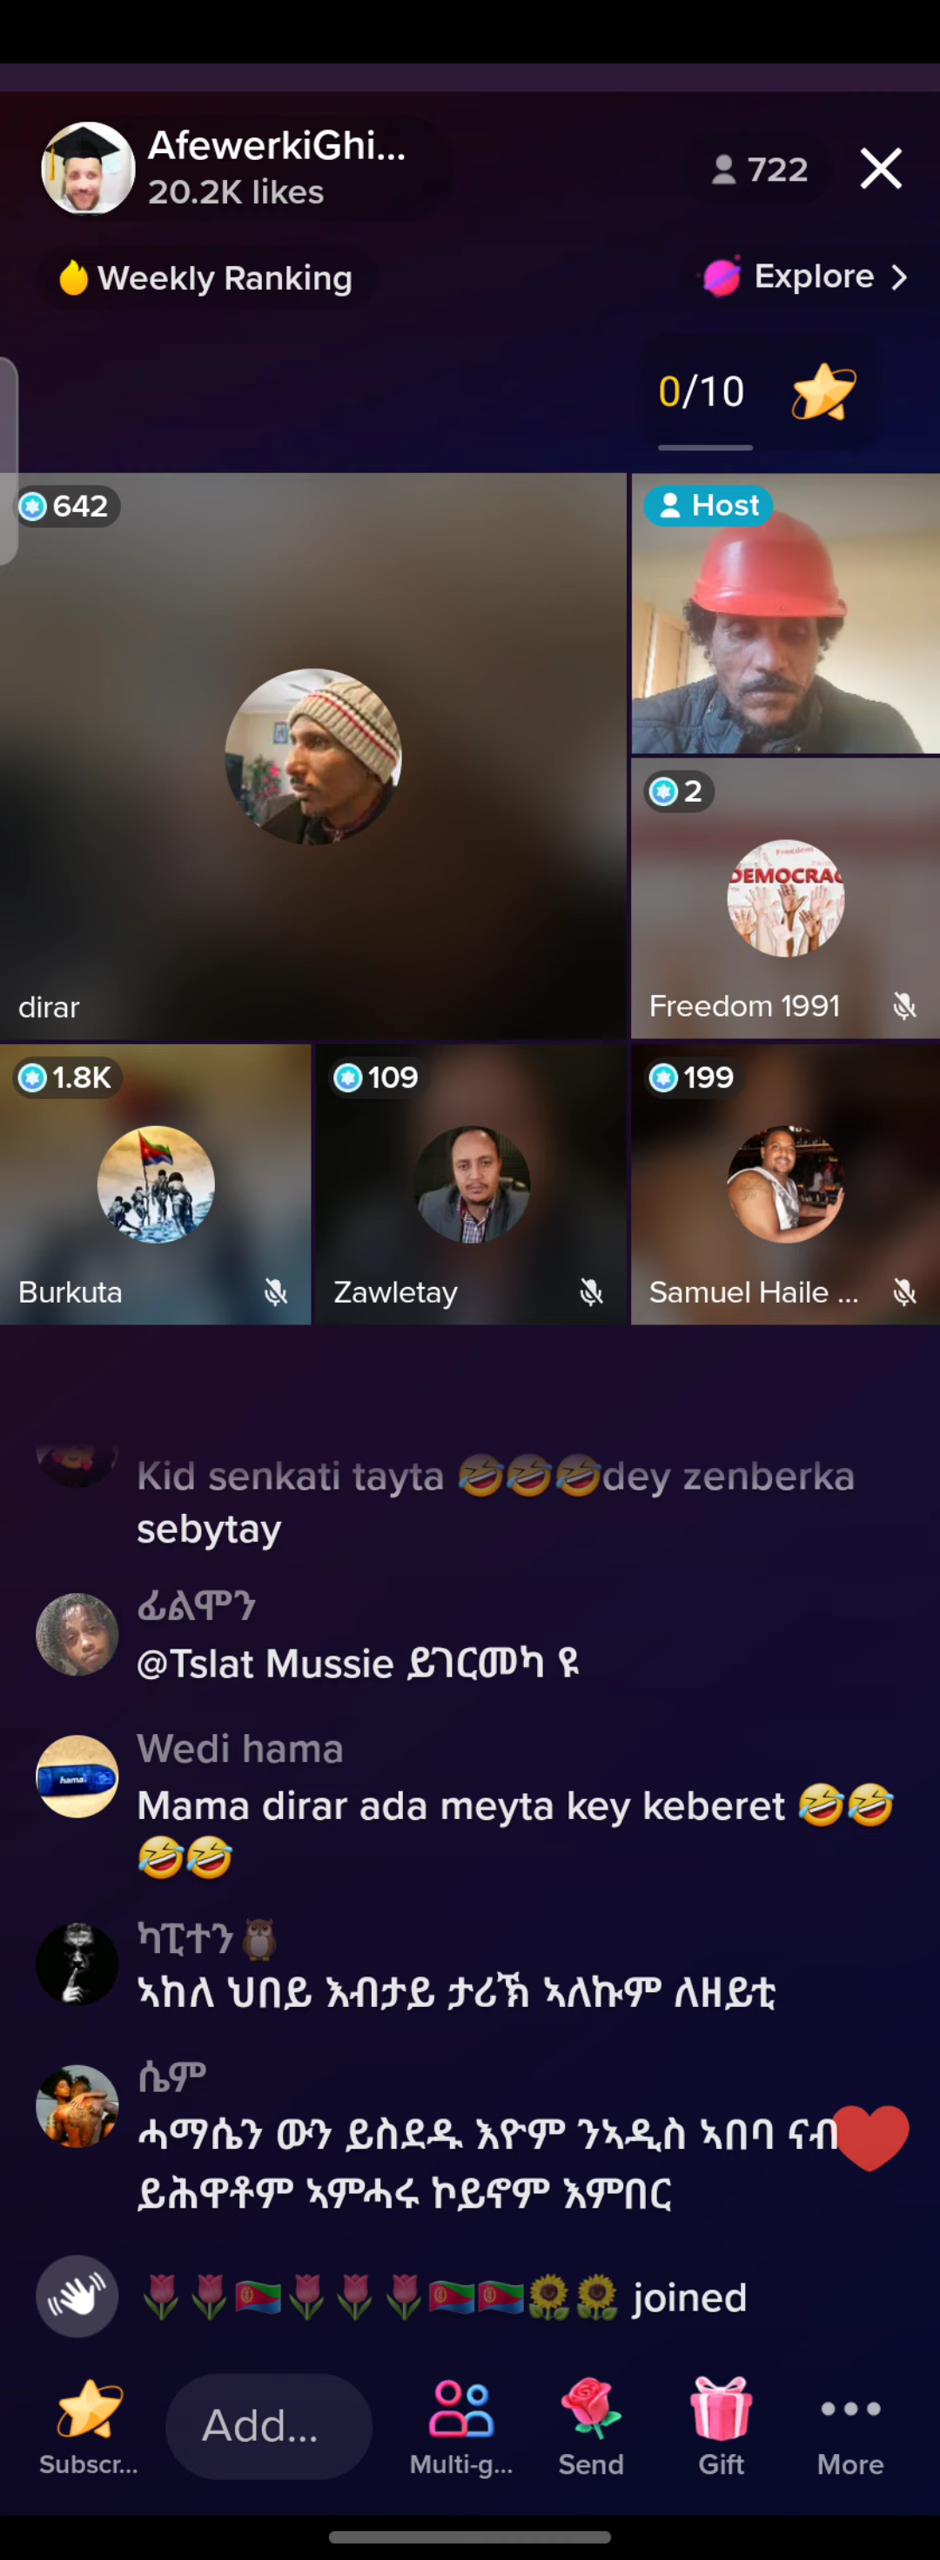 AfewerkiGhi...
20.2K likes
722
Weekly Ranking
Explore >
0/10
642
Host
2
Freedom
DEMOCRAC
dirar
Freedom 1991
1.8K
109
199
Burkuta
Zawletay
Samuel Haile ...
Kid senkati tayta 🤣🤣🤣dey zenberka
sebytay
ፊልሞን
@Tslat Mussie ይገርመካ ዩ
Wedi hama
hama
Mama dirar ada meyta key keberet 🤣🤣
🤣🤣
ካፒተን🦉
ኣከለ ህበይ እብታይ ታሪኽ ኣለኩም ለዘይቲ
ሴም
ሓማሴን ውን ይስደዱ እዮም ንኣዲስ ኣበባ ናብ
ይሕዋቶም ኣምሓሩ ኮይኖም እምበር
🌷🌷🇪🇷🌷🌷🌷🇪🇷🇪🇷🌻🌻 joined
Subscr...
Add...
Multi-g...
Send
Gift
More